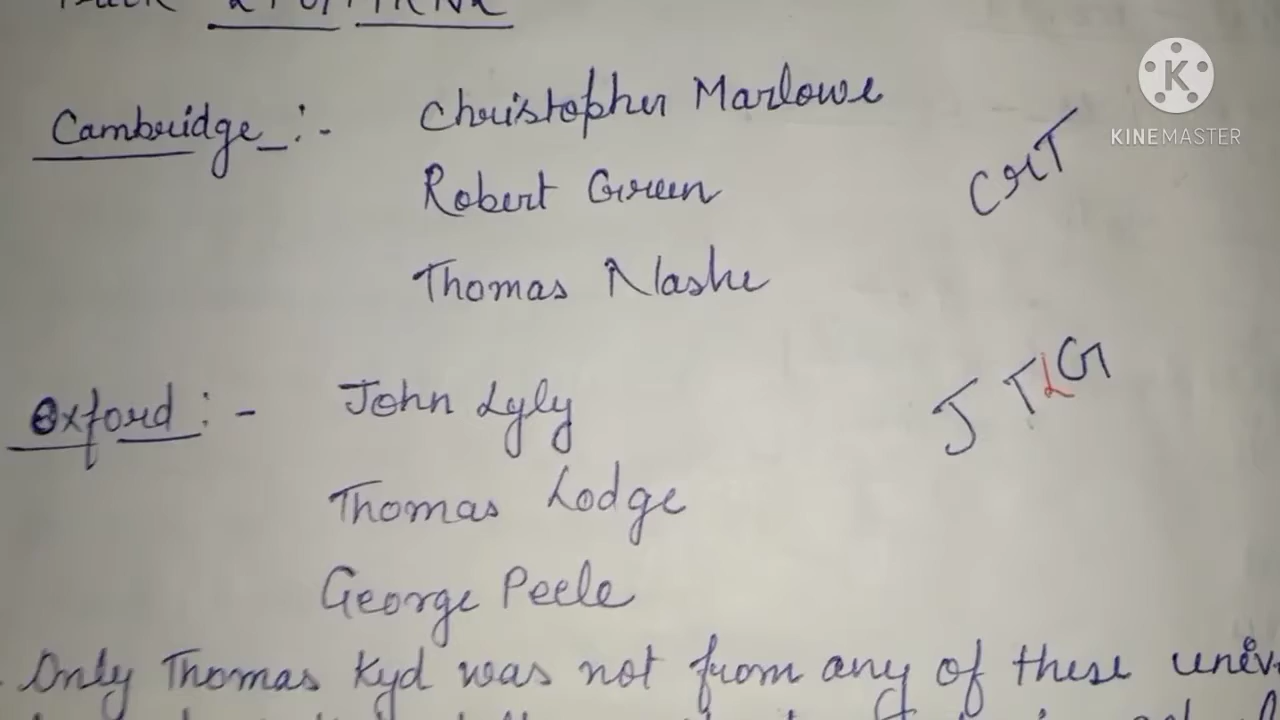 Cambridge :- Christopher Marlowe
Robert Green
Thomas Nashe
CRT
Oxford :- John Lyly
Thomas Lodge
George Peele
J TLG
Only Thomas Kyd was not from any of these univ
KINEMASTER